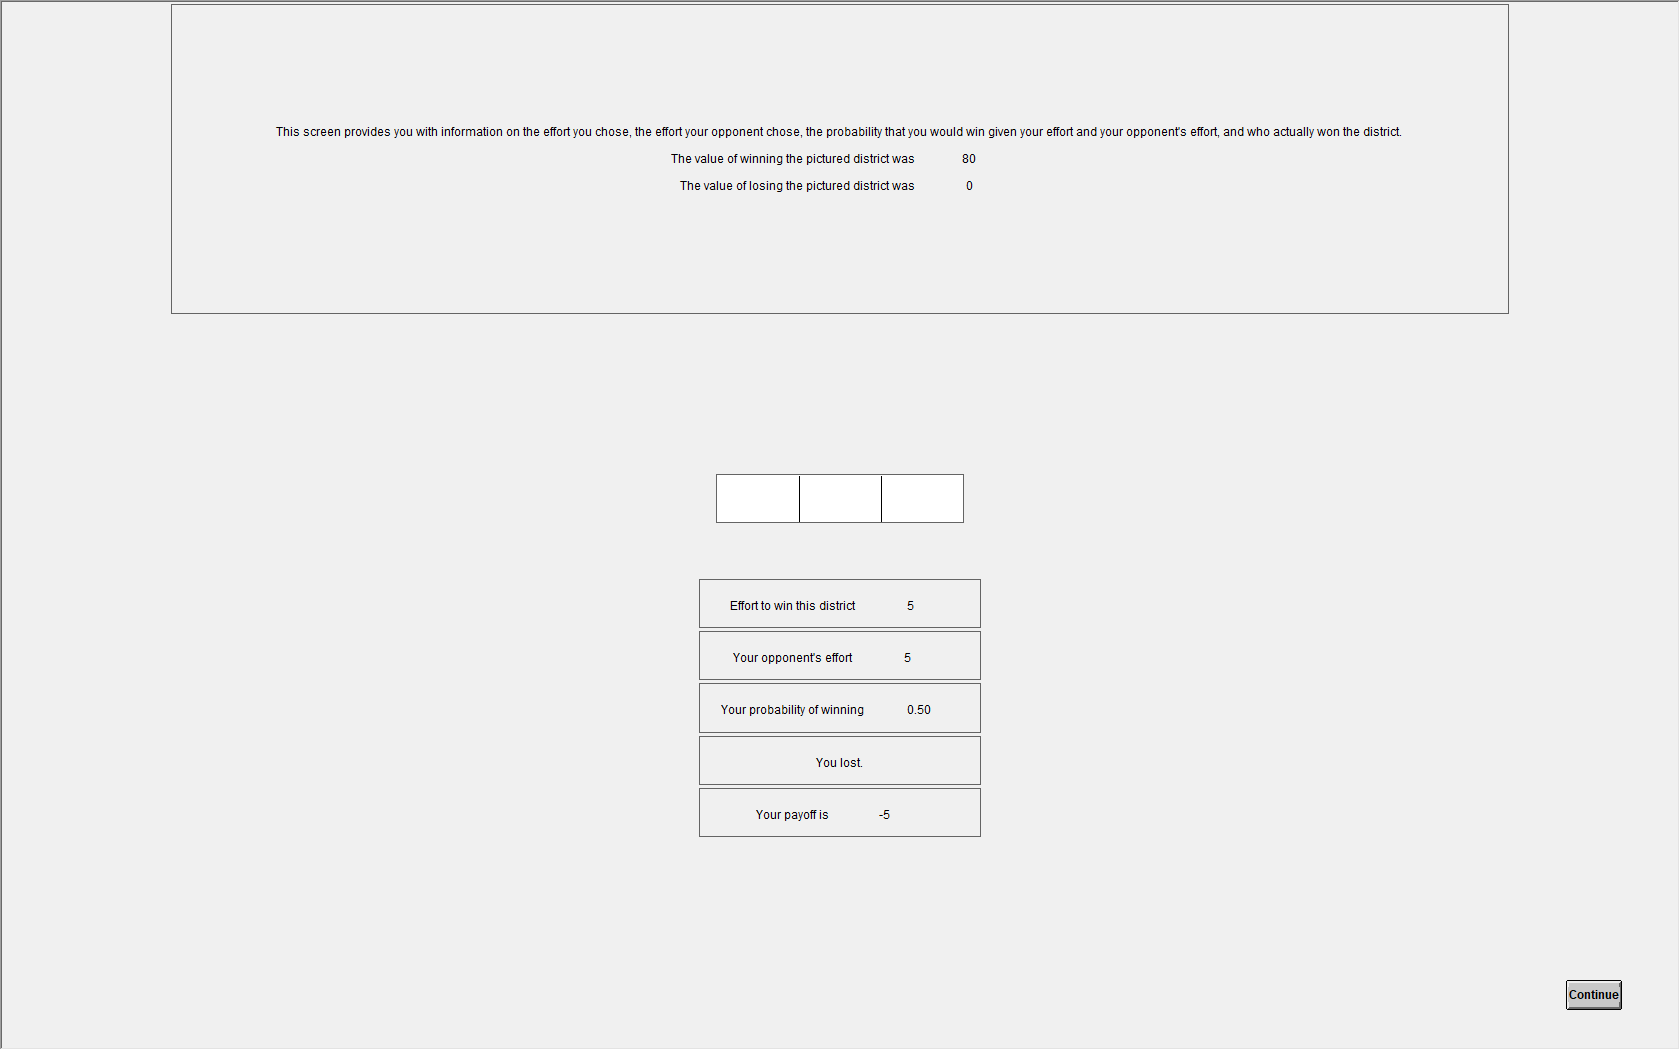 This screen provides you with information on the effort you chose, the effort your opponent chose, the probability that you would win given your effort and your opponent's effort, and who actually won the district.
The value of winning the pictured district was 80
The value of losing the pictured district was 0
Effort to win this district 5
Your opponent's effort 5
Your probability of winning 0.50
You lost.
Your payoff is -5
Continue